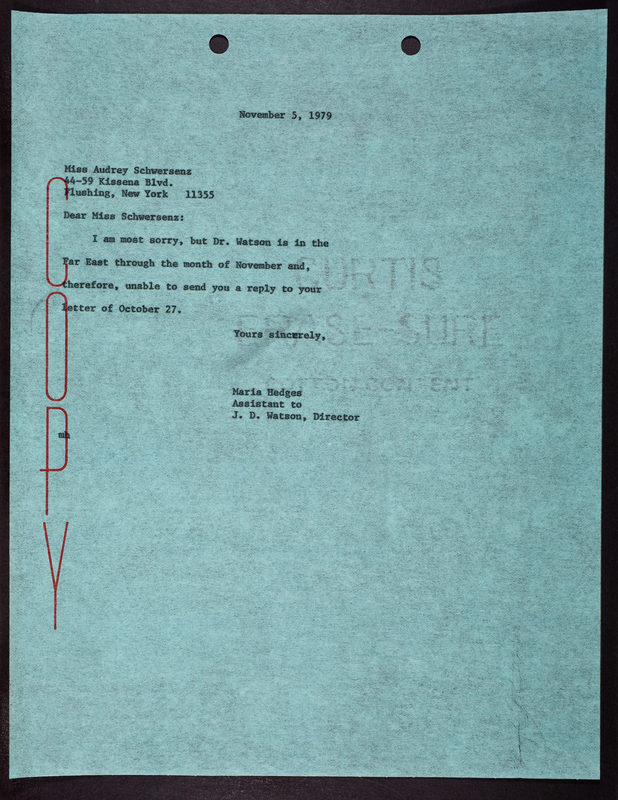 November 5, 1979
Miss Audrey Schwersenz
44-59 Kissena Blvd.
Flushing, New York 11355
Dear Miss Schwersenz:
I am most sorry, but Dr. Watson is in the
Far East through the month of November and,
therefore, unable to send you a reply to your
letter of October 27.
Yours sincerely,
Maria Hedges
Assistant to
J. D. Watson, Director
mh
COPY
CURTIS
ERASE-SURE
COTTON CONTENT